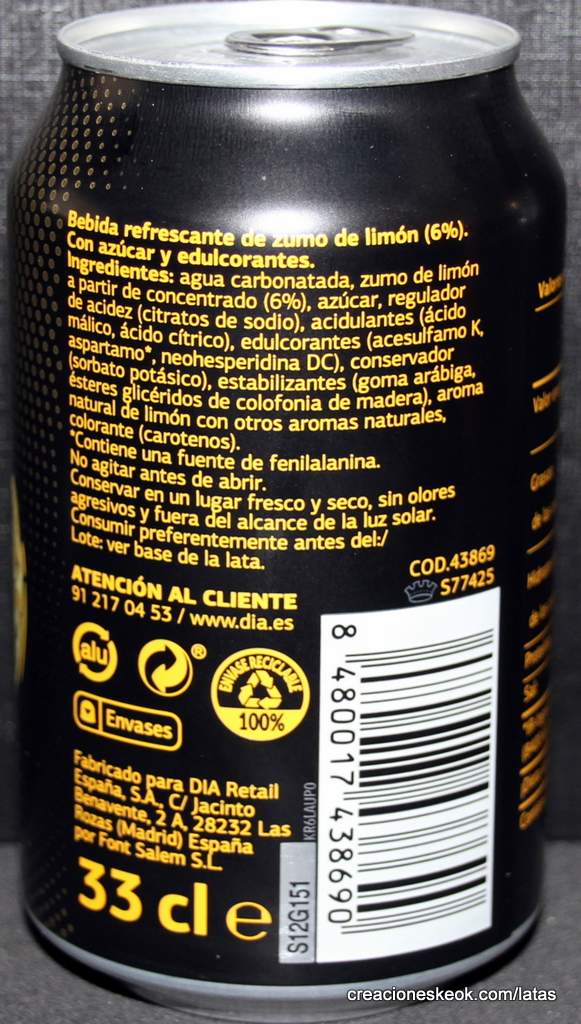 Bebida refrescante de zumo de limón (6%).
Con azúcar y edulcorantes.
Ingredientes: agua carbonatada, zumo de limón
a partir de concentrado (6%), azúcar, regulador
de acidez (citratos de sodio), acidulantes (ácido
málico, ácido cítrico), edulcorantes (acesulfamo K,
aspartamo*, neohesperidina DC), conservador
(sorbato potásico), estabilizantes (goma arábiga,
ésteres glicéridos de colofonia de madera), aroma
natural de limón con otros aromas naturales,
colorante (carotenos).
*Contiene una fuente de fenilalanina.
No agitar antes de abrir.
Conservar en un lugar fresco y seco, sin olores
agresivos y fuera del alcance de la luz solar.
Consumir preferentemente antes del:/
Lote: ver base de la lata.
COD.43869
S77425
ATENCIÓN AL CLIENTE
91 217 04 53 / www.dia.es
alu
®
ENVASE RECICLABLE
100%
Envases
Fabricado para DIA Retail
España, S.A., C/ Jacinto
Benavente, 2 A, 28232 Las
Rozas (Madrid) España
por Font Salem S.L.
33 cl e
KR6LAUP0
S12G151
8 480017 438690
creacioneskeok.com/latas